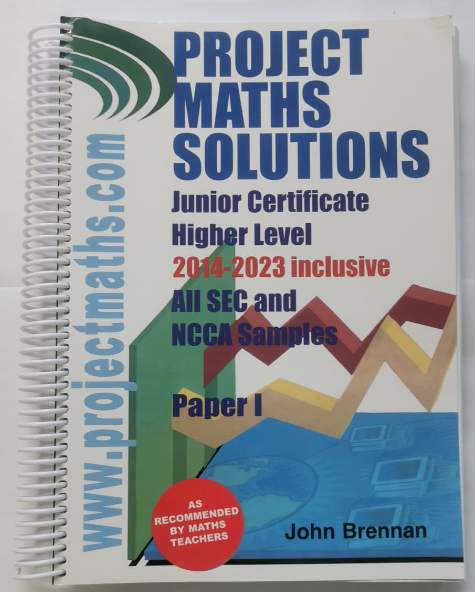 PROJECT
MATHS
SOLUTIONS
Junior Certificate
Higher Level
2014-2023 inclusive
All SEC and
NCCA Samples
Paper I
www.projectmaths.com
AS
RECOMMENDED
BY MATHS
TEACHERS
John Brennan